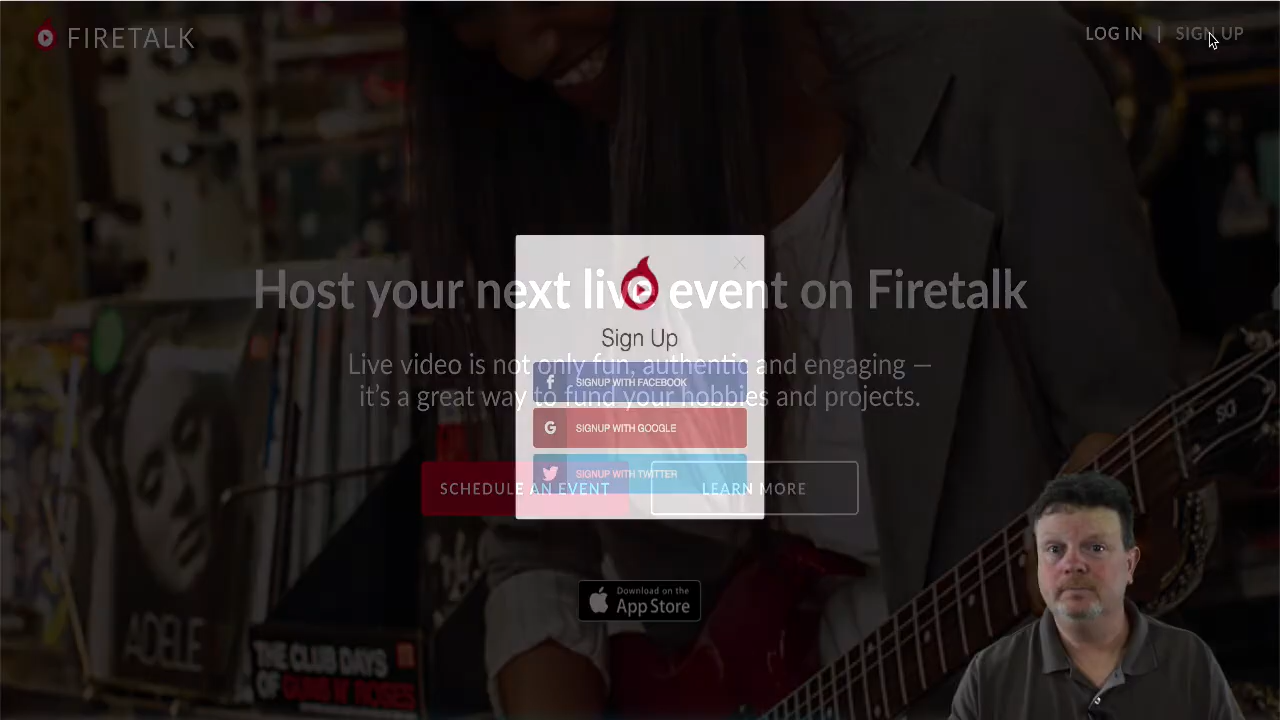 FIRETALK
LOG IN | SIGN UP
Host your next live event on Firetalk
Sign Up
Live video is not only fun, authentic and engaging —
SIGNUP WITH FACEBOOK
it's a great way to fund your hobbies and projects.
G SIGNUP WITH GOOGLE
SIGNUP WITH TWITTER
SCHEDULE AN EVENT
LEARN MORE
Download on the
App Store
ADELE
THE CLUB DAYS
OF GUNS N' ROSES
SG